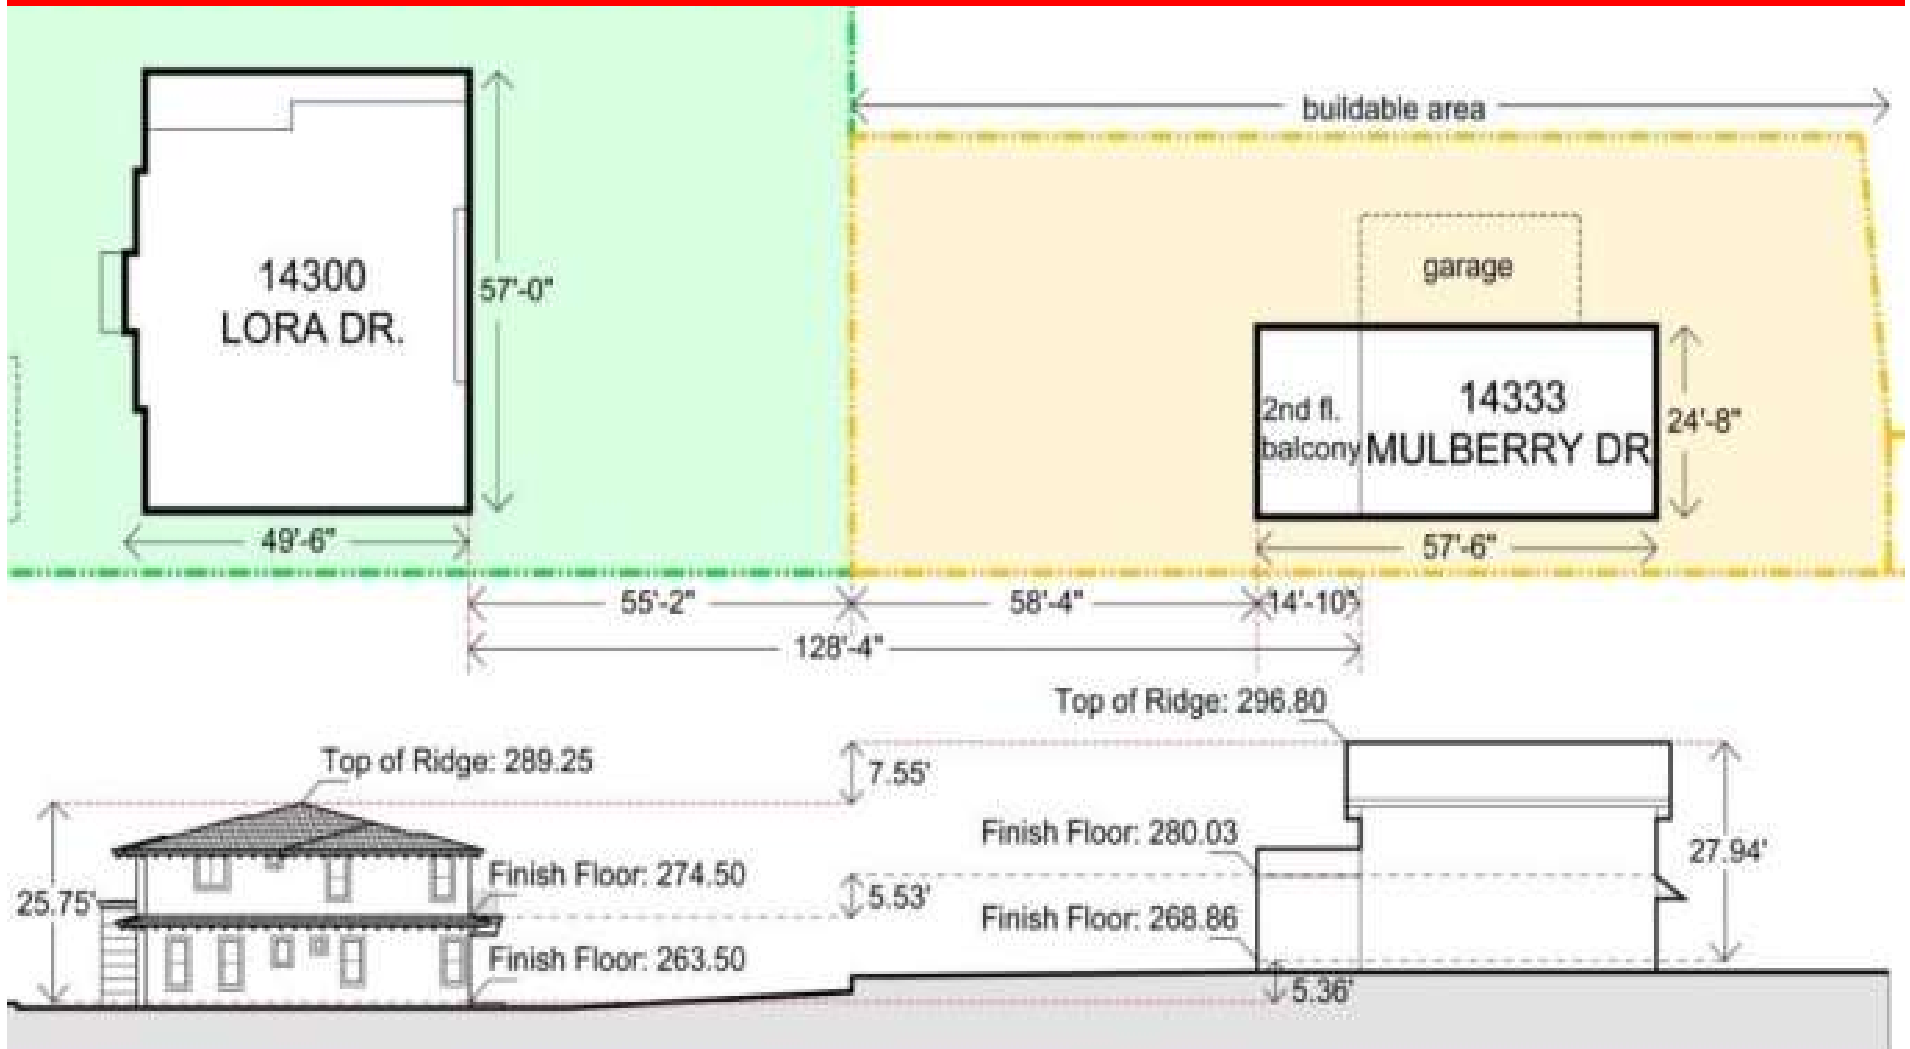 buildable area
garage
14300
LORA DR.
57'-0"
2nd fl.
balcony
14333
MULBERRY DR
24'-8"
49'-6"
57'-6"
55'-2"
58'-4"
14'-10"
128'-4"
Top of Ridge: 296.80
Top of Ridge: 289.25
7.55'
Finish Floor: 280.03
27.94'
Finish Floor: 274.50
25.75'
5.53'
Finish Floor: 268.86
Finish Floor: 263.50
5.36'